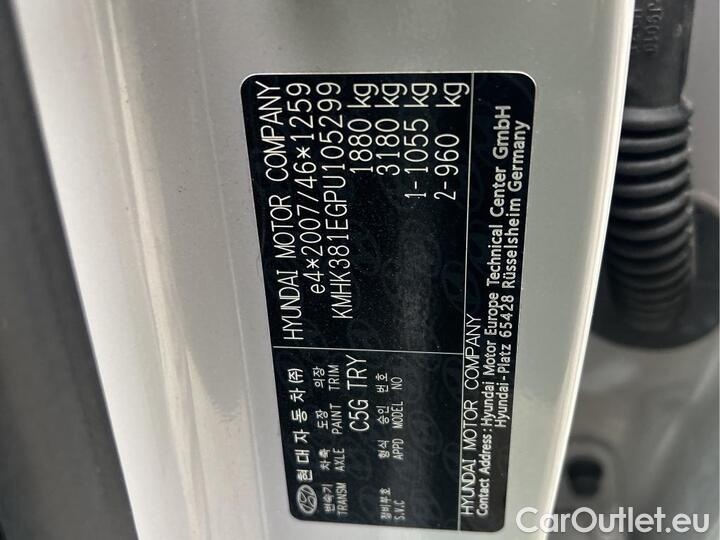 HYUNDAI MOTOR COMPANY
e4*2007/46*1259
KMHK381EGPU105299
1880 kg
3180 kg
1-1055 kg
2-960 kg
현대자동차(주)
변속기 차축 도장 의장
TRANSM AXLE PAINT TRIM
C5G TRY
정비부호 형식 승인 번호
S.V.C APPD MODEL NO
HYUNDAI MOTOR COMPANY
Contact Address : Hyundai Motor Europe Technical Center GmbH
Hyundai-Platz 65428 Rüsselsheim Germany
CarOutlet.eu